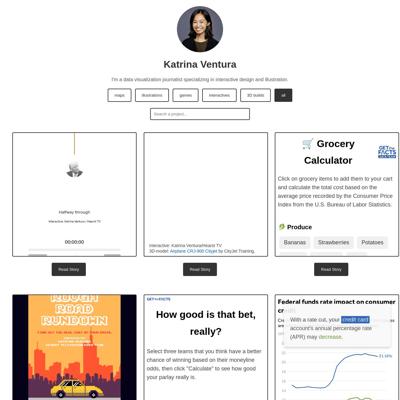 Katrina Ventura
I'm a data visualization journalist specializing in interactive design and illustration.
maps
illustrations
games
interactives
3D builds
all
Search a project...
Halfway through
Interactive: Katrina Ventura/Hearst TV
00:00:00
Read Story
Interactive: Katrina Ventura/Hearst TV
3D model: Airplane CRJ-900 Cityjet by CityJet Training,
Read Story
🛒 Grocery
Calculator
GET THE
FACTS
Click on grocery items to add them to your cart
and calculate the total cost based on the
average price recorded by the Consumer Price
Index from the U.S. Bureau of Labor Statistics.
Produce
Bananas
Strawberries
Potatoes
Read Story
ROUGH
ROAD
RUNDOWN
GET THE FACTS
How good is that bet,
really?
Select three teams that you think have a better
chance of winning based on their moneyline
odds, then click "Calculate" to see how good
your parlay really is.
Federal funds rate impact on consumer
With a rate cut, your credit card
account's annual percentage rate
(APR) may decrease.